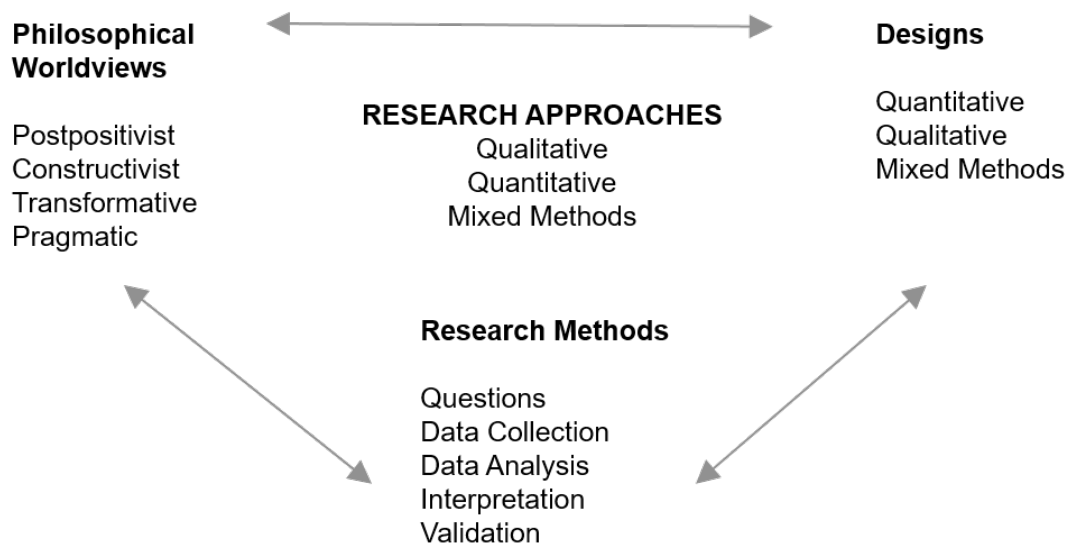 Philosophical
Worldviews
Postpositivist
Constructivist
Transformative
Pragmatic
RESEARCH APPROACHES
Qualitative
Quantitative
Mixed Methods
Designs
Quantitative
Qualitative
Mixed Methods
Research Methods
Questions
Data Collection
Data Analysis
Interpretation
Validation